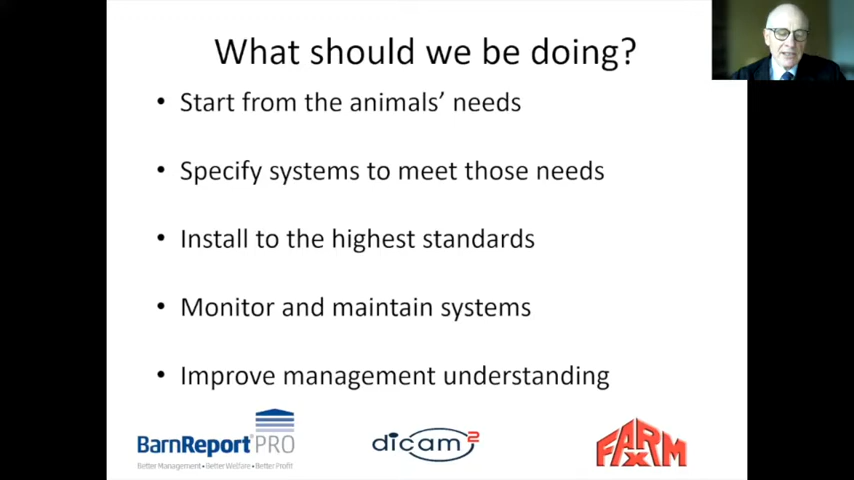 What should we be doing?
• Start from the animals' needs
• Specify systems to meet those needs
• Install to the highest standards
• Monitor and maintain systems
• Improve management understanding
BarnReport PRO
Better Management • Better Welfare • Better Profit
dicam2
FARM
X